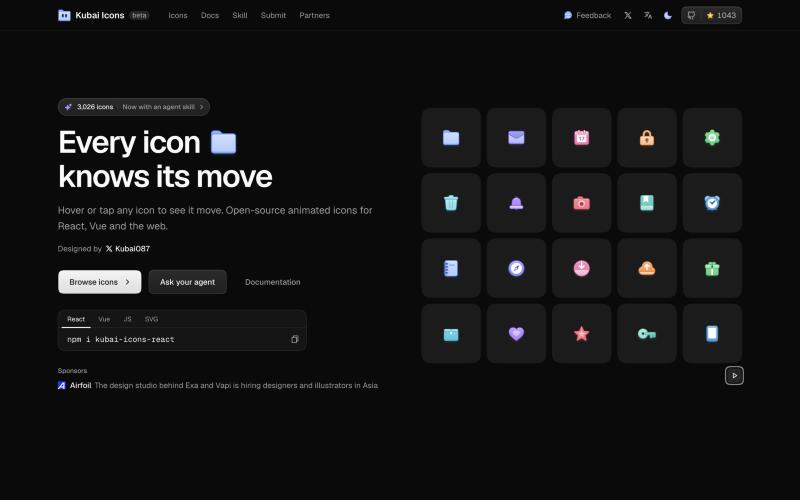 Kubai Icons beta Icons Docs Skill Submit Partners Feedback 1043
3,026 icons Now with an agent skill
Every icon
knows its move
Hover or tap any icon to see it move. Open-source animated icons for
React, Vue and the web.
Designed by Kubai087
Browse icons Ask your agent Documentation
React Vue JS SVG
npm i kubai-icons-react
Sponsors
Airfoil The design studio behind Exa and Vapi is hiring designers and illustrators in Asia
17